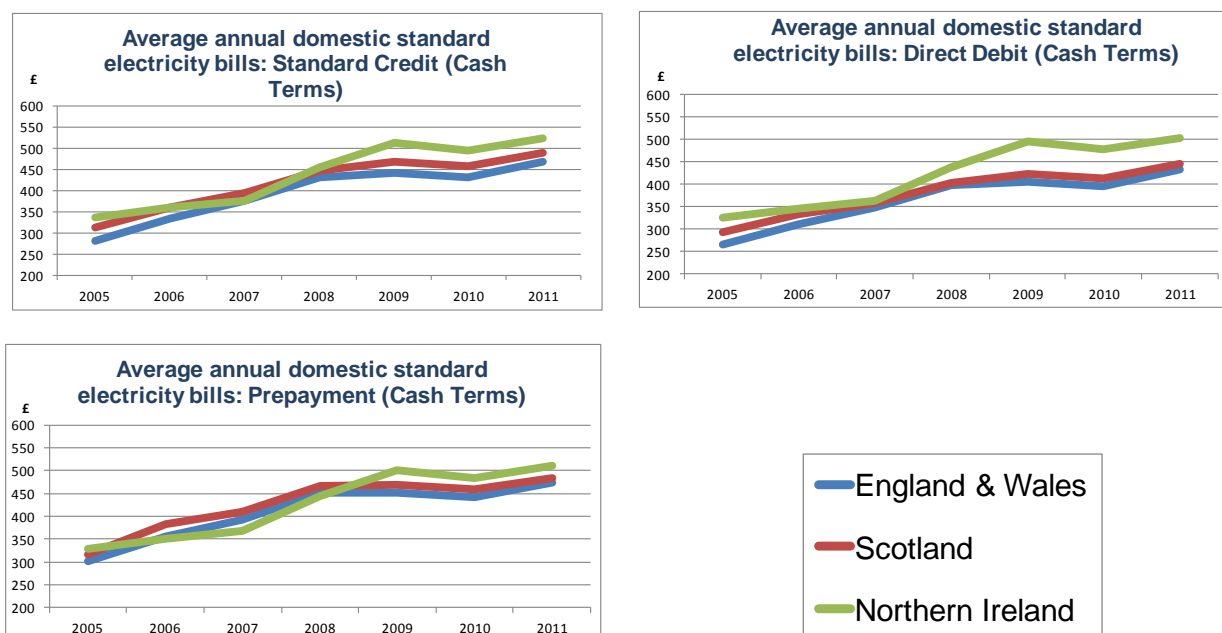 Average annual domestic standard
electricity bills: Standard Credit (Cash
Terms)
£
600
550
500
450
400
350
300
250
200
2005 2006 2007 2008 2009 2010 2011
Average annual domestic standard
electricity bills: Direct Debit (Cash Terms)
£
600
550
500
450
400
350
300
250
200
2005 2006 2007 2008 2009 2010 2011
Average annual domestic standard
electricity bills: Prepayment (Cash Terms)
£
600
550
500
450
400
350
300
250
200
2005 2006 2007 2008 2009 2010 2011
England & Wales
Scotland
Northern Ireland